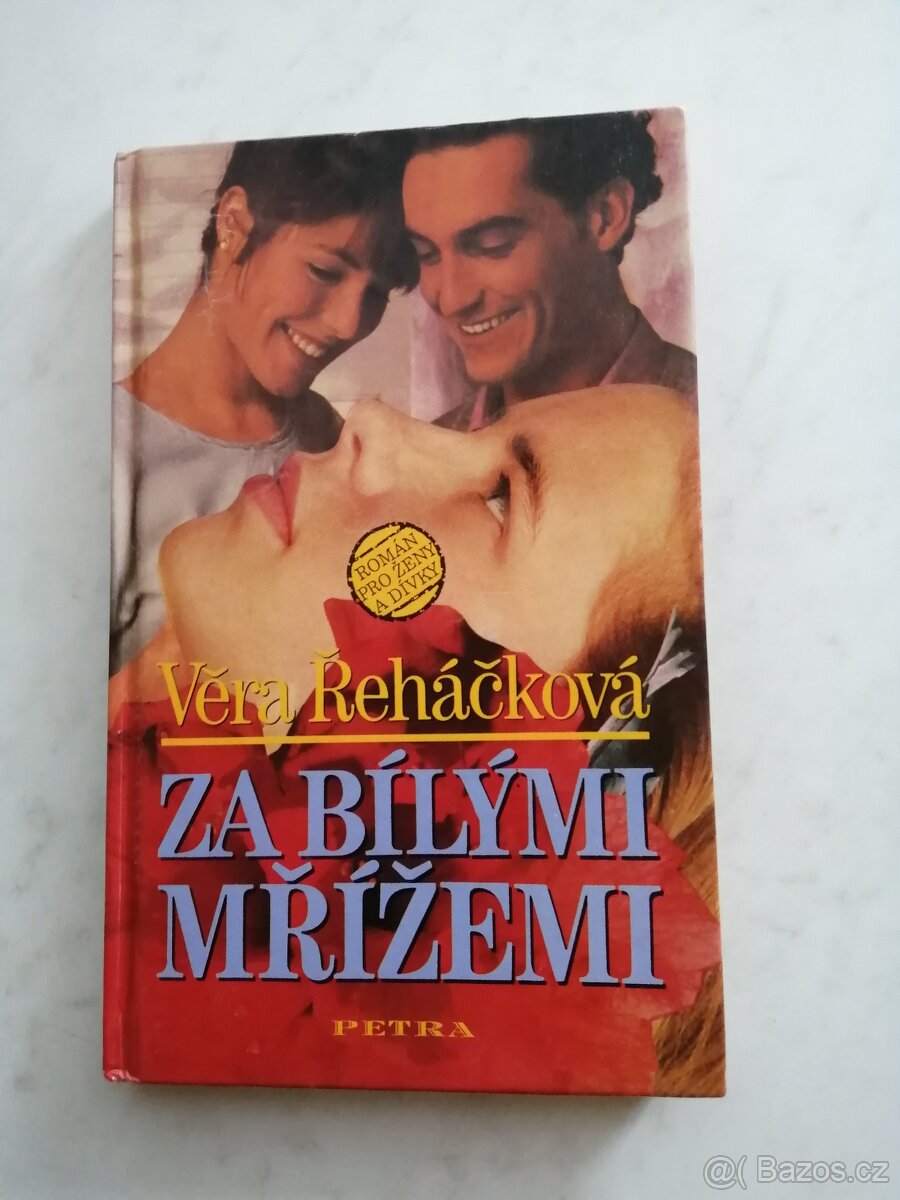 ROMÁN
PRO ŽENY
A DÍVKY
Věra Řeháčková
ZA BÍLÝMI
MŘÍŽEMI
PETRA
@( Bazos.cz